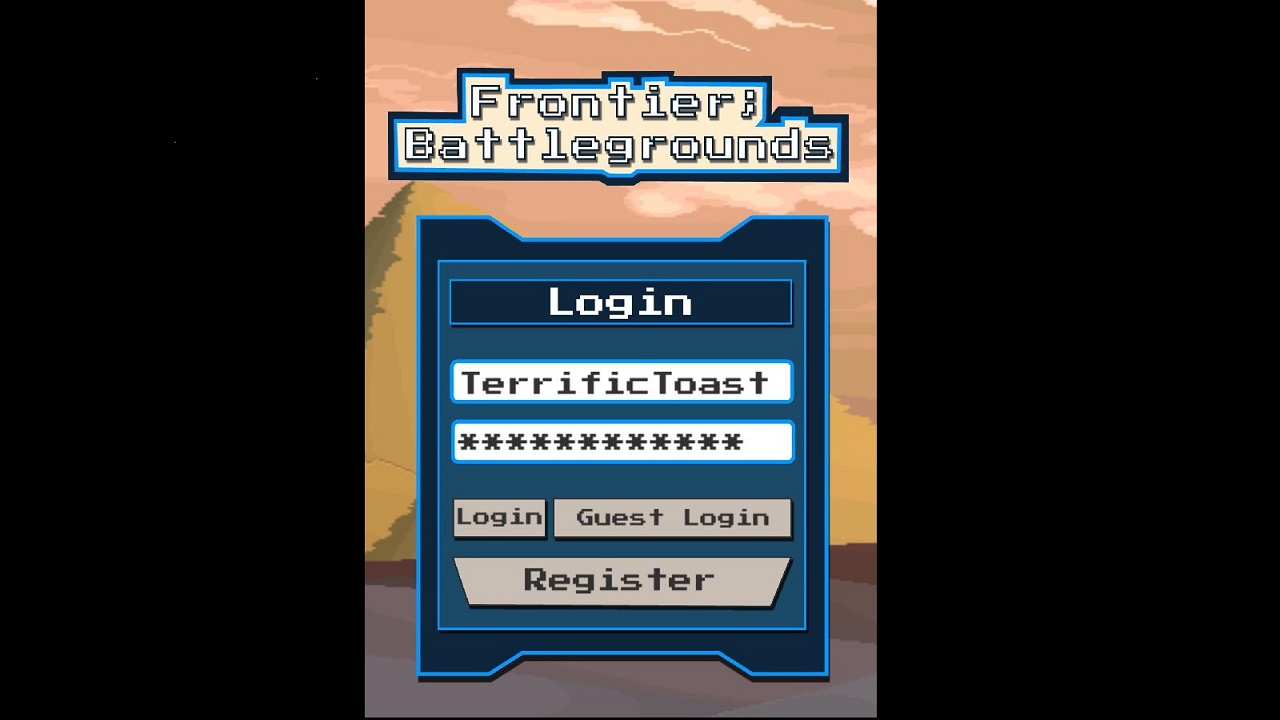 Frontier:
Battlegrounds
Login
TerrificToast
************
Login Guest Login
Register